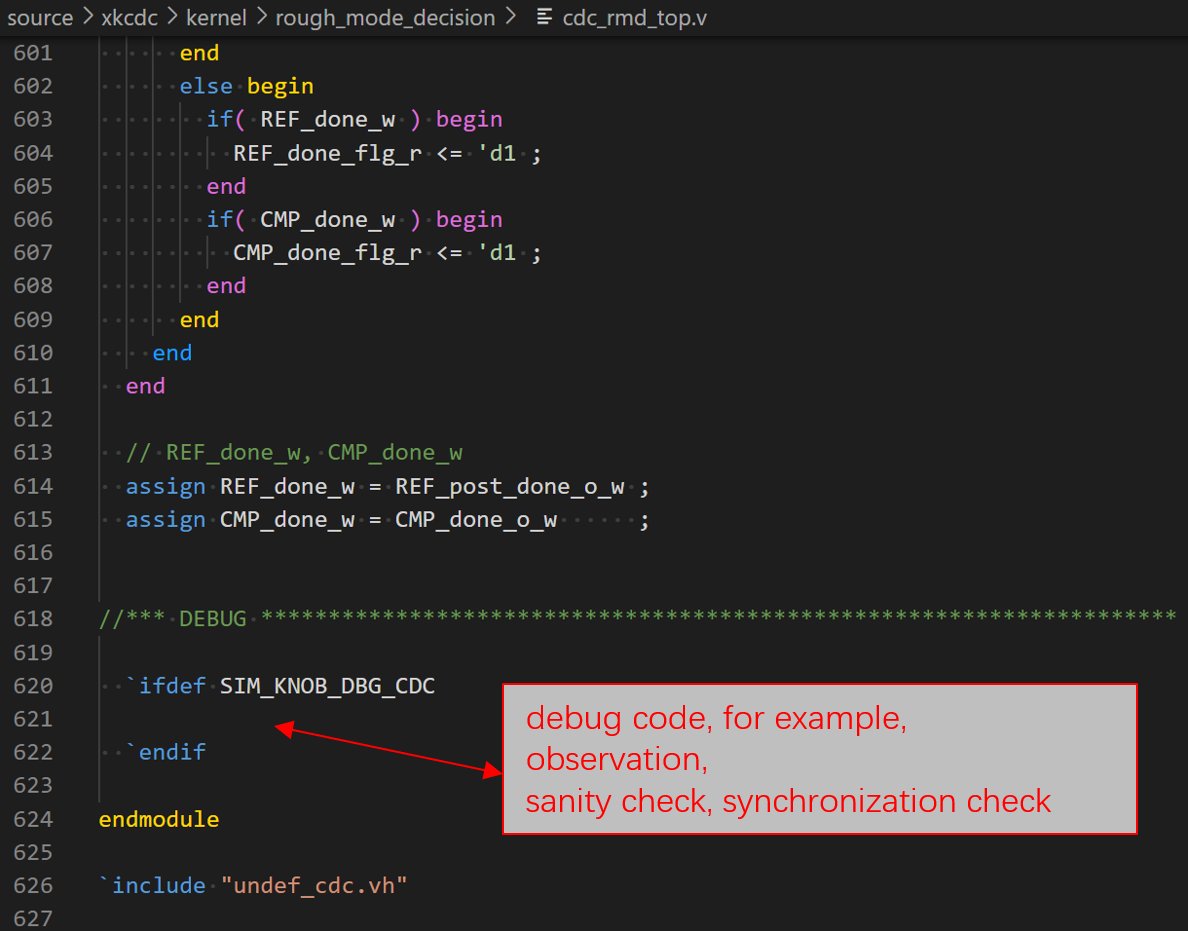 source > xkcdc > kernel > rough_mode_decision > cdc_rmd_top.v
601 end
602 else begin
603 if( REF_done_w ) begin
604 REF_done_flg_r <= 'd1 ;
605 end
606 if( CMP_done_w ) begin
607 CMP_done_flg_r <= 'd1 ;
608 end
609 end
610 end
611 end
612
613 // REF_done_w, CMP_done_w
614 assign REF_done_w = REF_post_done_o_w ;
615 assign CMP_done_w = CMP_done_o_w ;
616
617
618 //*** DEBUG ********************************************************************
619
620 `ifdef SIM_KNOB_DBG_CDC
621
622 `endif
623
624 endmodule
625
626 `include "undef_cdc.vh"
627
debug code, for example,
observation,
sanity check, synchronization check